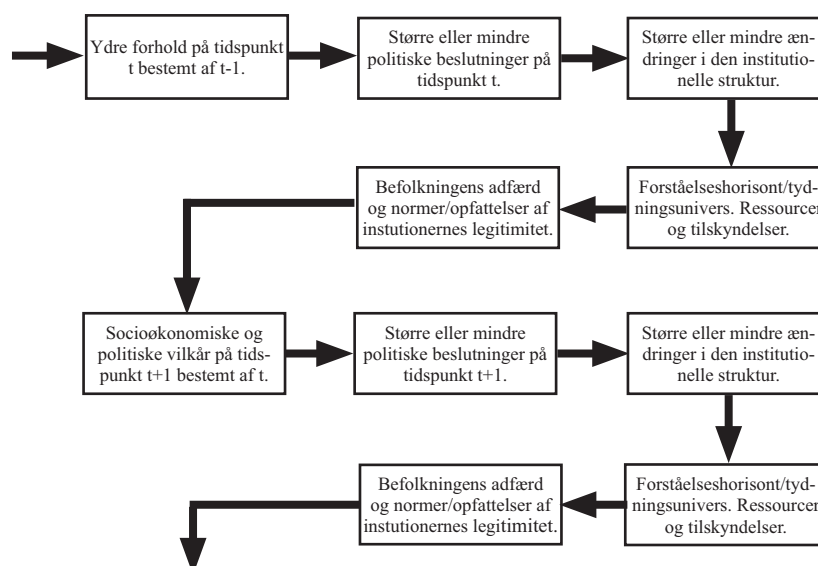 Ydre forhold på tidspunkt
t bestemt af t-1.
Større eller mindre
politiske beslutninger på
tidspunkt t.
Større eller mindre æn-
dringer i den institutio-
nelle struktur.
Befolkningens adfærd
og normer/opfattelser af
instutionernes legitimitet.
Forståelseshorisont/tyd-
ningsunivers. Ressourcer
og tilskyndelser.
Socioøkonomiske og
politiske vilkår på tids-
punkt t+1 bestemt af t.
Større eller mindre
politiske beslutninger på
tidspunkt t+1.
Større eller mindre æn-
dringer i den institutio-
nelle struktur.
Befolkningens adfærd
og normer/opfattelser af
instutionernes legitimitet.
Forståelseshorisont/tyd-
ningsunivers. Ressourcer
og tilskyndelser.